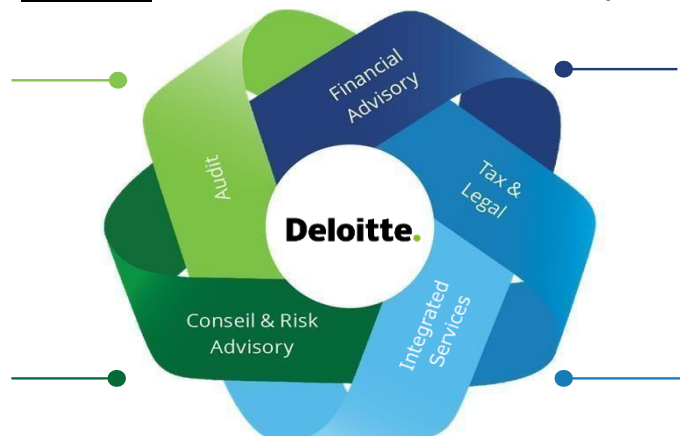 Financial
Advisory
Audit
Tax &
Legal
Deloitte.
Conseil & Risk
Advisory
Integrated
Services